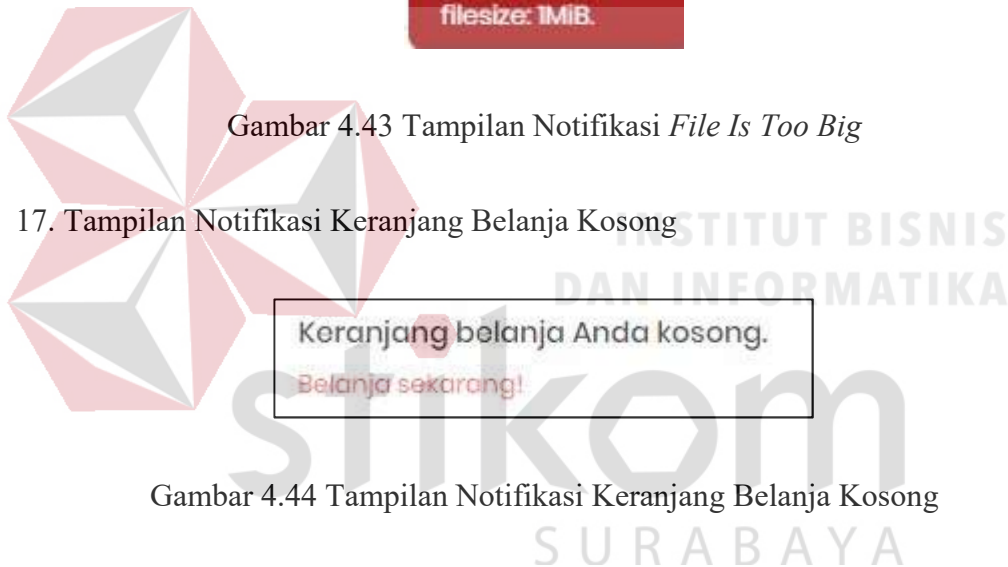 filesize: 1MiB.
Gambar 4.43 Tampilan Notifikasi File Is Too Big
17. Tampilan Notifikasi Keranjang Belanja Kosong
INSTITUT BISNIS
DAN INFORMATIKA
Keranjang belanja Anda kosong.
Belanja sekarang!
stikom
Gambar 4.44 Tampilan Notifikasi Keranjang Belanja Kosong
SURABAYA